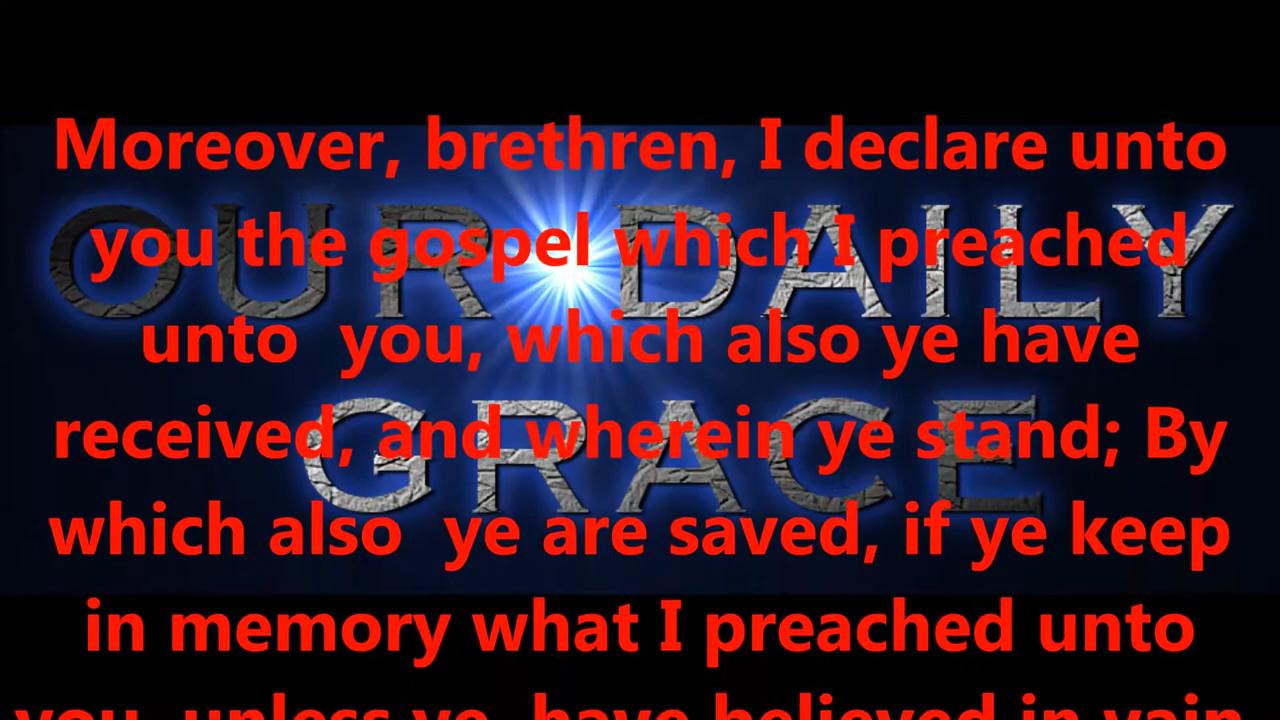 Moreover, brethren, I declare unto
you the gospel which I preached
unto  you, which also ye have
received, and wherein ye stand; By
which also  ye are saved, if ye keep
in memory what I preached unto
you, unless ye  have believed in vain
OUR DAILY
GRACE